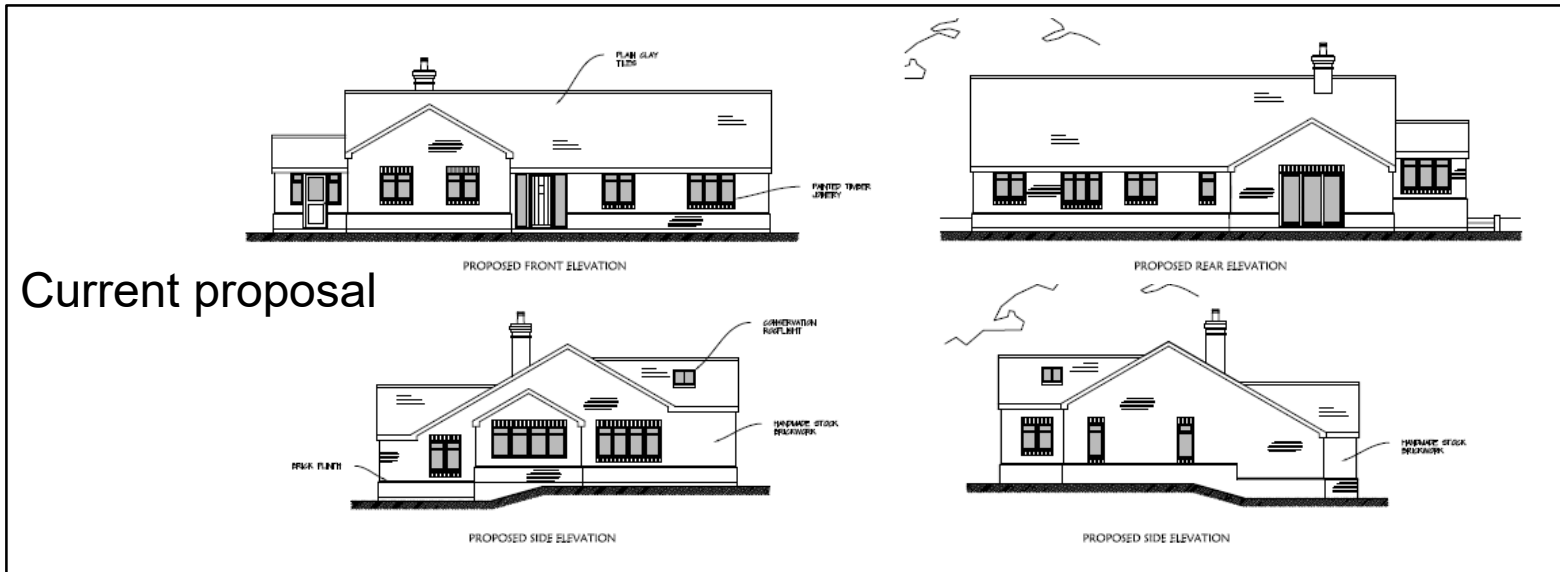 PLAIN CLAY
TILES
PAINTED TIMBER
JOINERY
PROPOSED FRONT ELEVATION
PROPOSED REAR ELEVATION
Current proposal
CONSERVATION
ROOFLIGHT
HANDMADE STOCK
BRICKWORK
BRICK PLINTH
HANDMADE STOCK
BRICKWORK
PROPOSED SIDE ELEVATION
PROPOSED SIDE ELEVATION